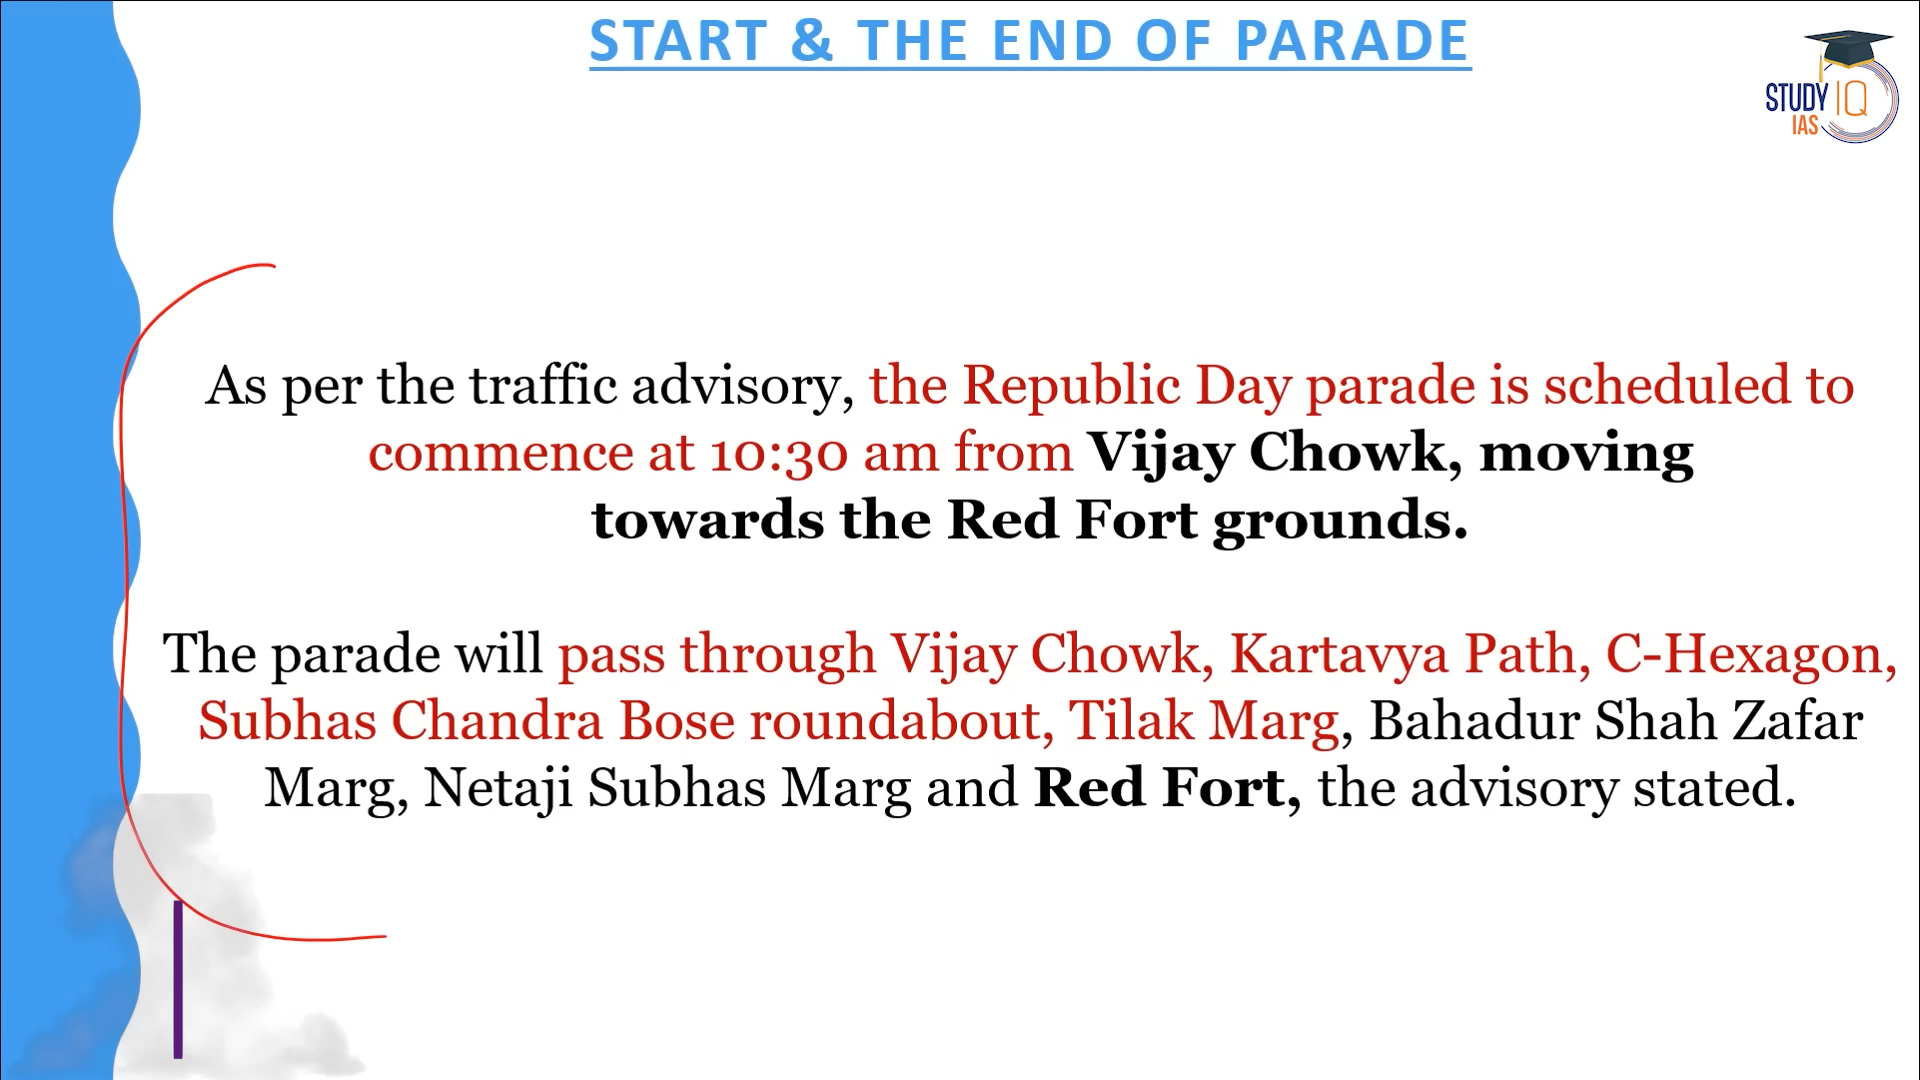 START & THE END OF PARADE
STUDY IQ
IAS
As per the traffic advisory, the Republic Day parade is scheduled to
commence at 10:30 am from Vijay Chowk, moving
towards the Red Fort grounds.
The parade will pass through Vijay Chowk, Kartavya Path, C-Hexagon,
Subhas Chandra Bose roundabout, Tilak Marg, Bahadur Shah Zafar
Marg, Netaji Subhas Marg and Red Fort, the advisory stated.